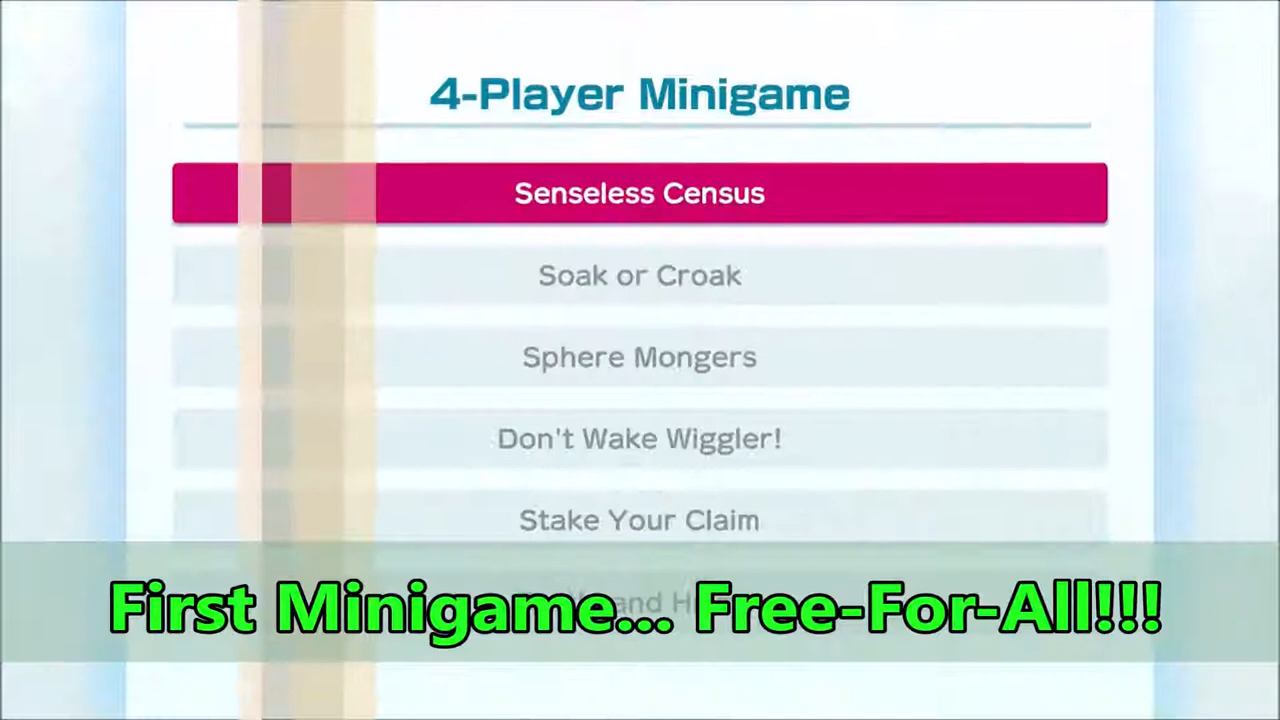 4-Player Minigame
Senseless Census
Soak or Croak
Sphere Mongers
Don't Wake Wiggler!
Stake Your Claim
and
First Minigame... Free-For-All!!!